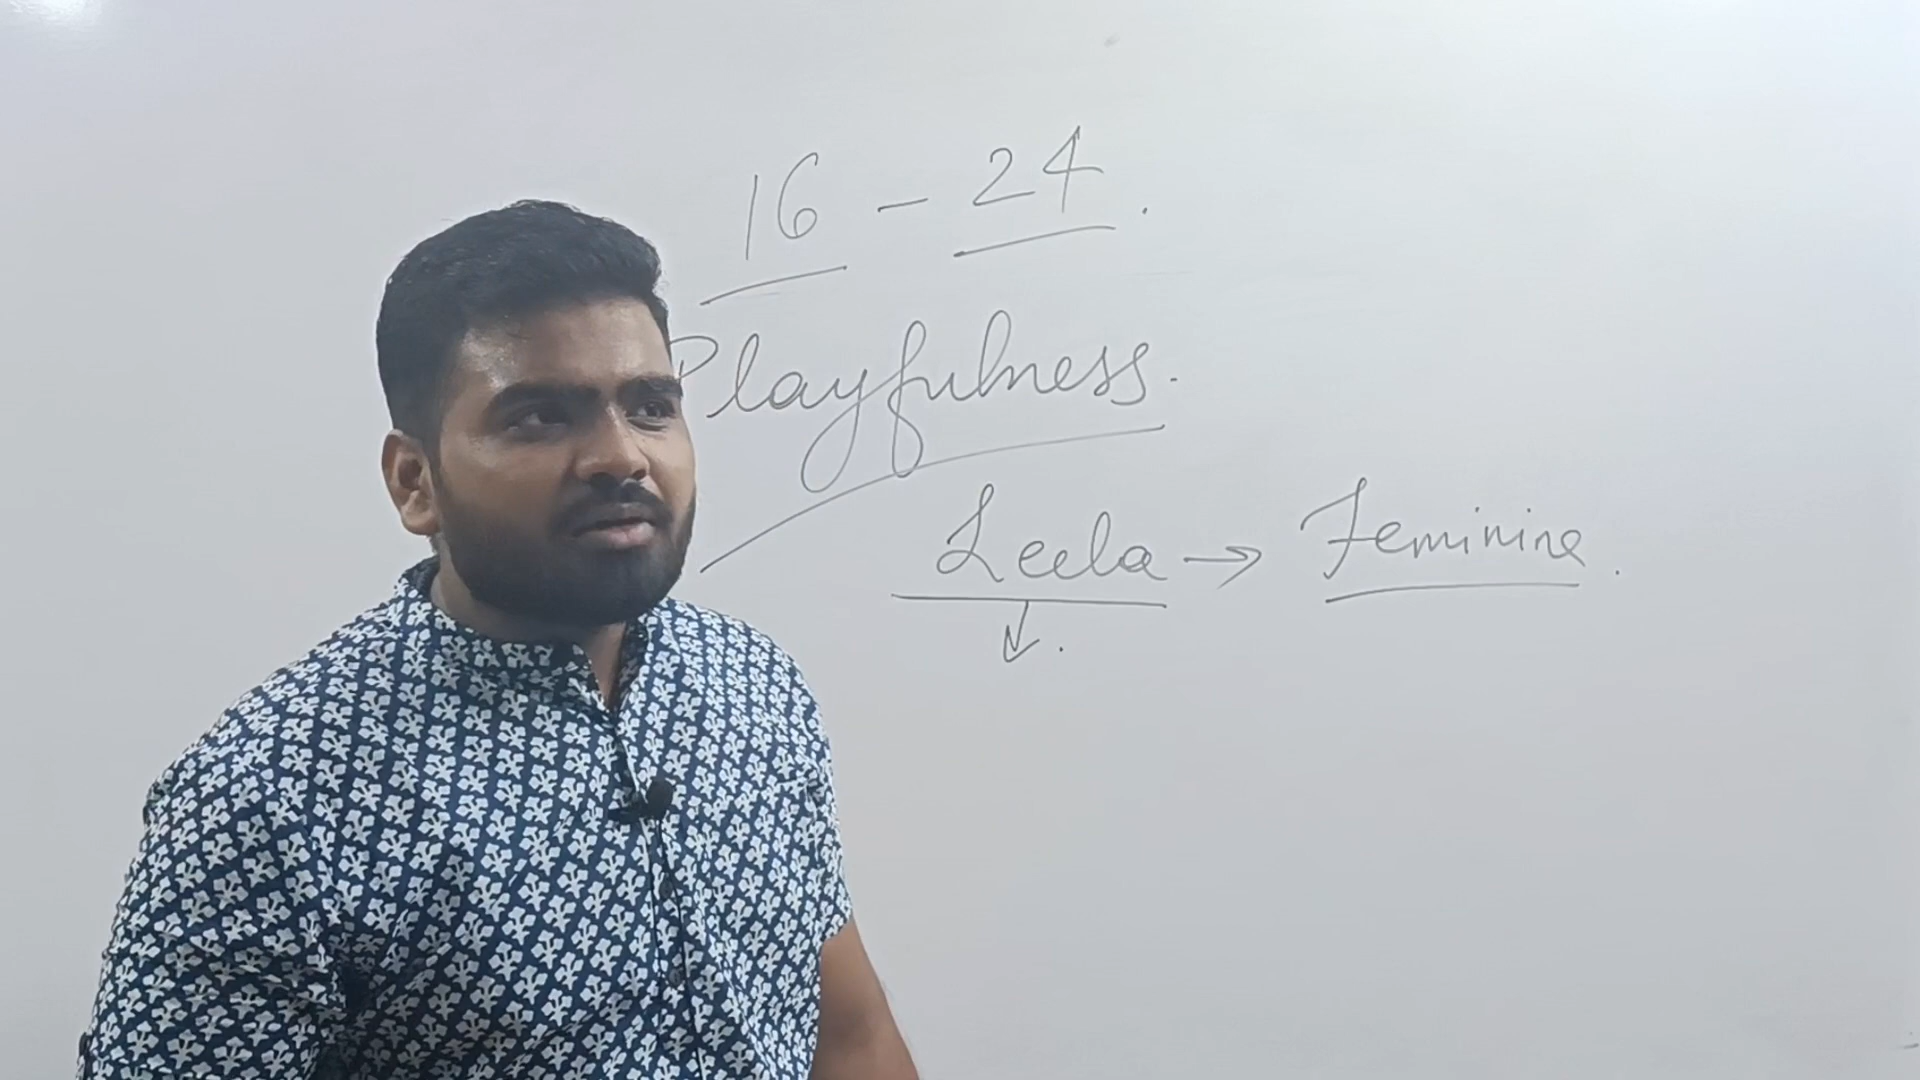 16 - 24.
Playfulness.
Leela → Feminine.
↓.